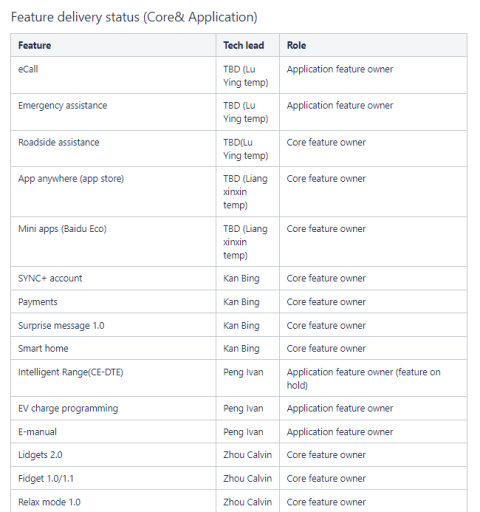 Feature delivery status (Core& Application)
Feature Tech lead Role
eCall TBD (Lu Application feature owner
Ying temp)
Emergency assistance TBD (Lu Application feature owner
Ying temp)
Roadside assistance TBD(Lu Core feature owner
Ying temp)
App anywhere (app store) TBD (Liang Core feature owner
xinxin
temp)
Mini apps (Baidu Eco) TBD (Liang Core feature owner
xinxin
temp)
SYNC+ account Kan Bing Core feature owner
Payments Kan Bing Core feature owner
Surprise message 1.0 Kan Bing Core feature owner
Smart home Kan Bing Core feature owner
Intelligent Range(CE-DTE) Peng Ivan Application feature owner (feature on
hold)
EV charge programming Peng Ivan Application feature owner
E-manual Peng Ivan Application feature owner
Lidgets 2.0 Zhou Calvin Core feature owner
Fidget 1.0/1.1 Zhou Calvin Core feature owner
Relax mode 1.0 Zhou Calvin Core feature owner